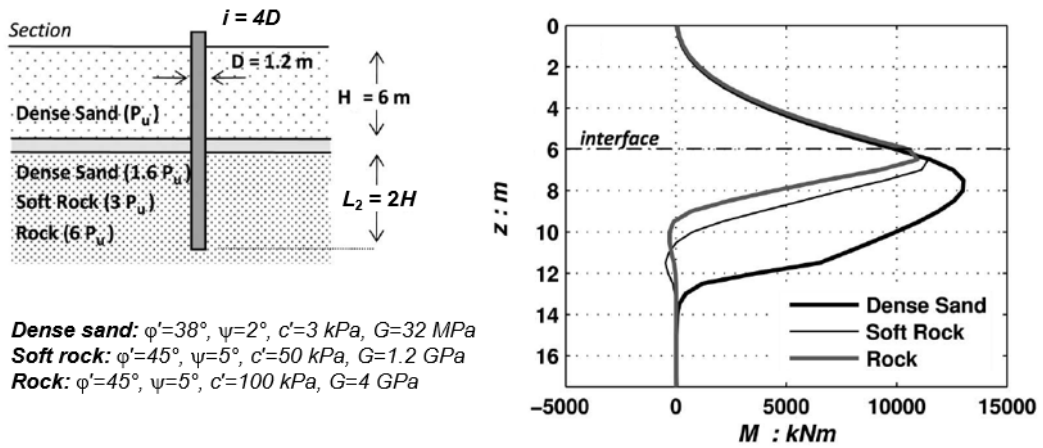 i = 4D
Section
D = 1.2 m
H = 6 m
Dense Sand (Pu)
Dense Sand (1.6 Pu)
Soft Rock (3 Pu)
Rock (6 Pu)
L2 = 2H
Dense sand: φ'=38°, ψ=2°, c'=3 kPa, G=32 MPa
Soft rock: φ'=45°, ψ=5°, c'=50 kPa, G=1.2 GPa
Rock: φ'=45°, ψ=5°, c'=100 kPa, G=4 GPa
0
2
4
6
8
10
12
14
16
z : m
interface
Dense Sand
Soft Rock
Rock
-5000 0 5000 10000 15000
M : kNm